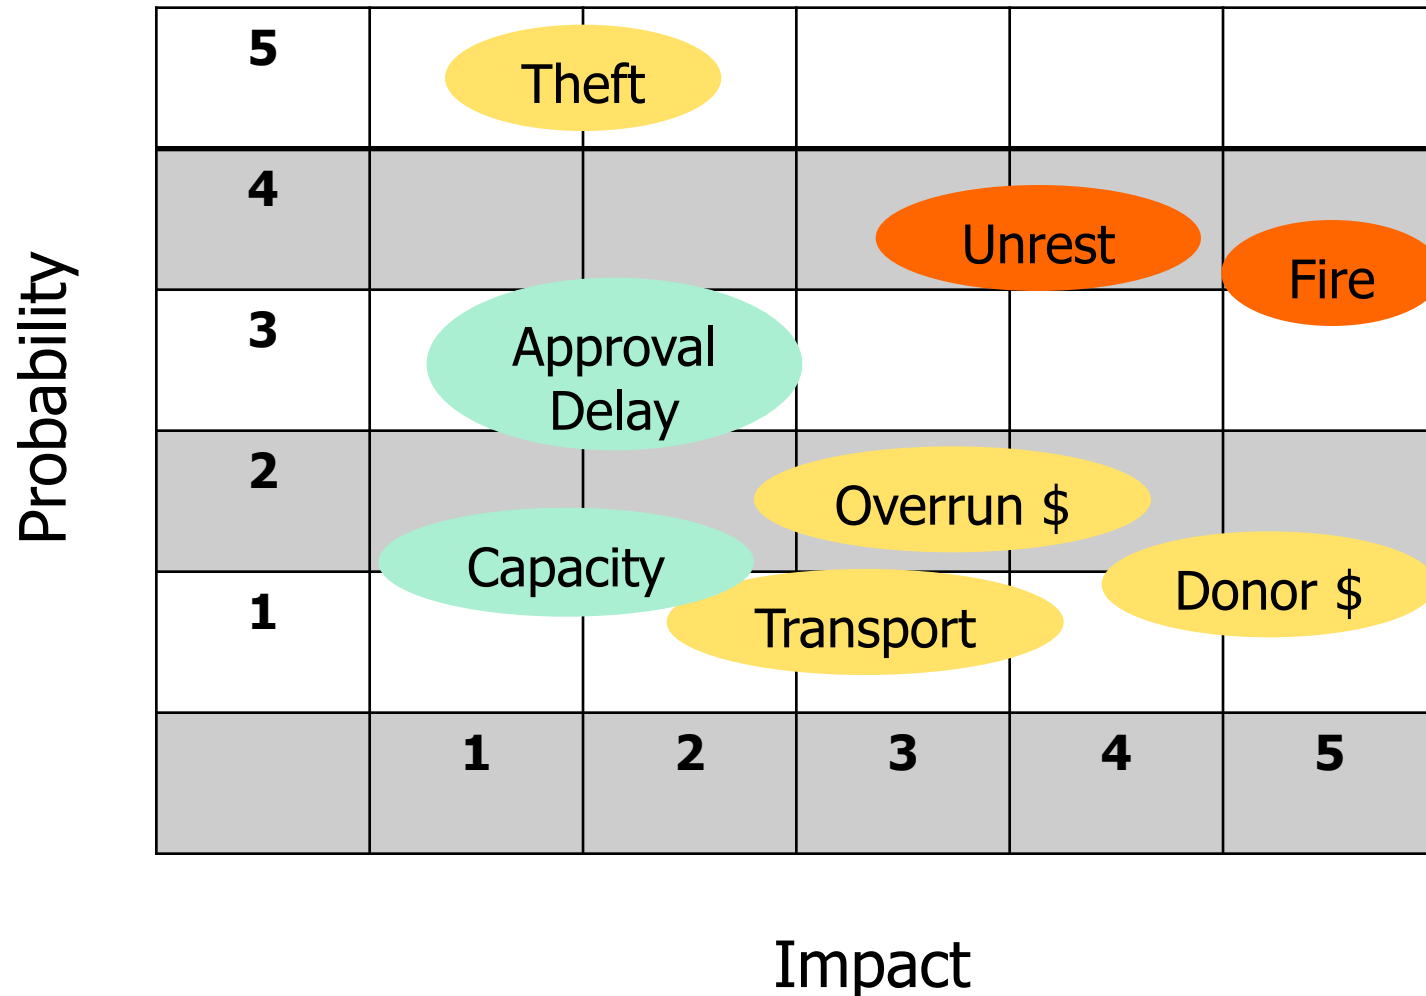 5
Theft
4
Unrest
Fire
Probability
3
Approval
Delay
2
Overrun $
Capacity
Donor $
1
Transport
1 2 3 4 5
Impact